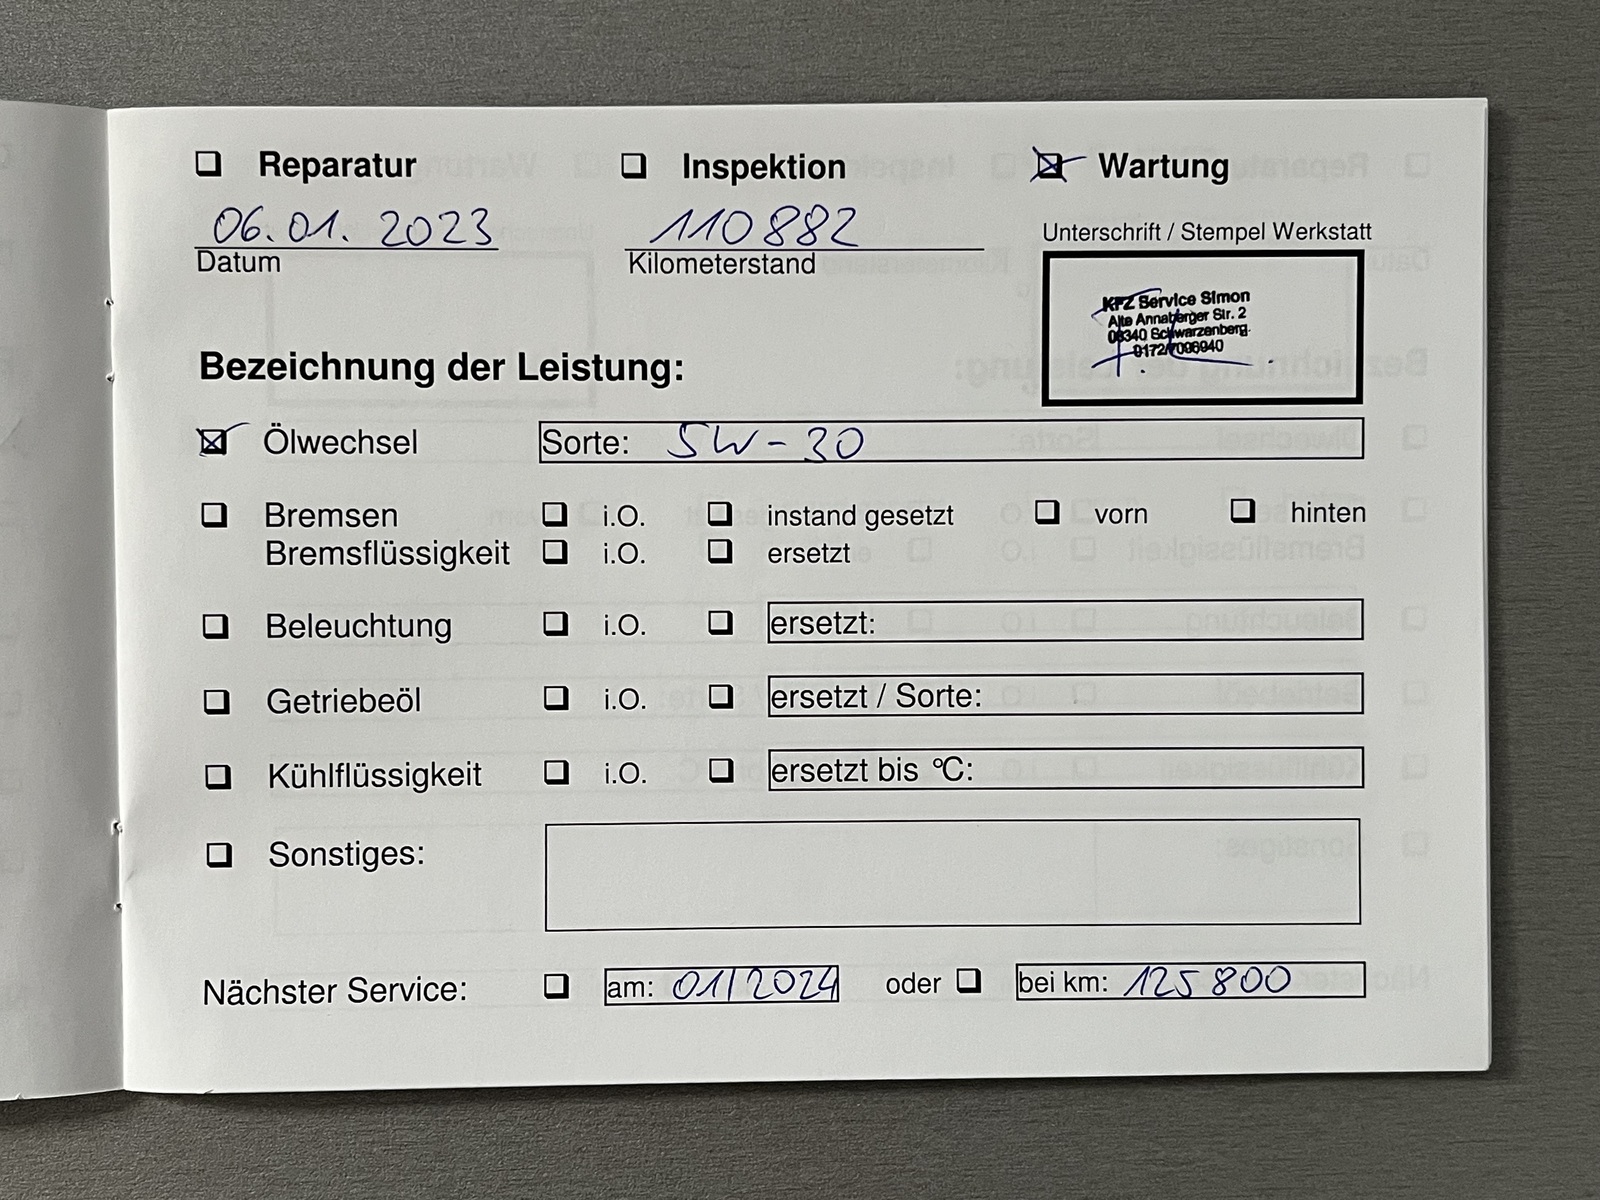 Reparatur Inspektion Wartung
06.01.2023 110882
Datum Kilometerstand
Unterschrift / Stempel Werkstatt
KFZ Service Simon
Alte Annaberger Str. 2
08340 Schwarzenberg
Bezeichnung der Leistung:
Ölwechsel Sorte: 5W-30
Bremsen i.O. instand gesetzt vorn hinten
Bremsflüssigkeit i.O. ersetzt
Beleuchtung i.O. ersetzt:
Getriebeöl i.O. ersetzt / Sorte:
Kühlflüssigkeit i.O. ersetzt bis °C:
Sonstiges:
Nächster Service: am: 01/2024 oder bei km: 125800